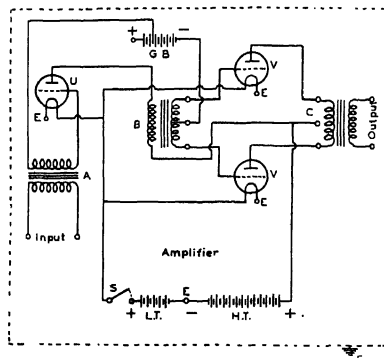 + −
G B
U
V
E
E
B
C
Output
A
V
E
Input
Amplifier
S
E
+ L.T. − H.T. +
E